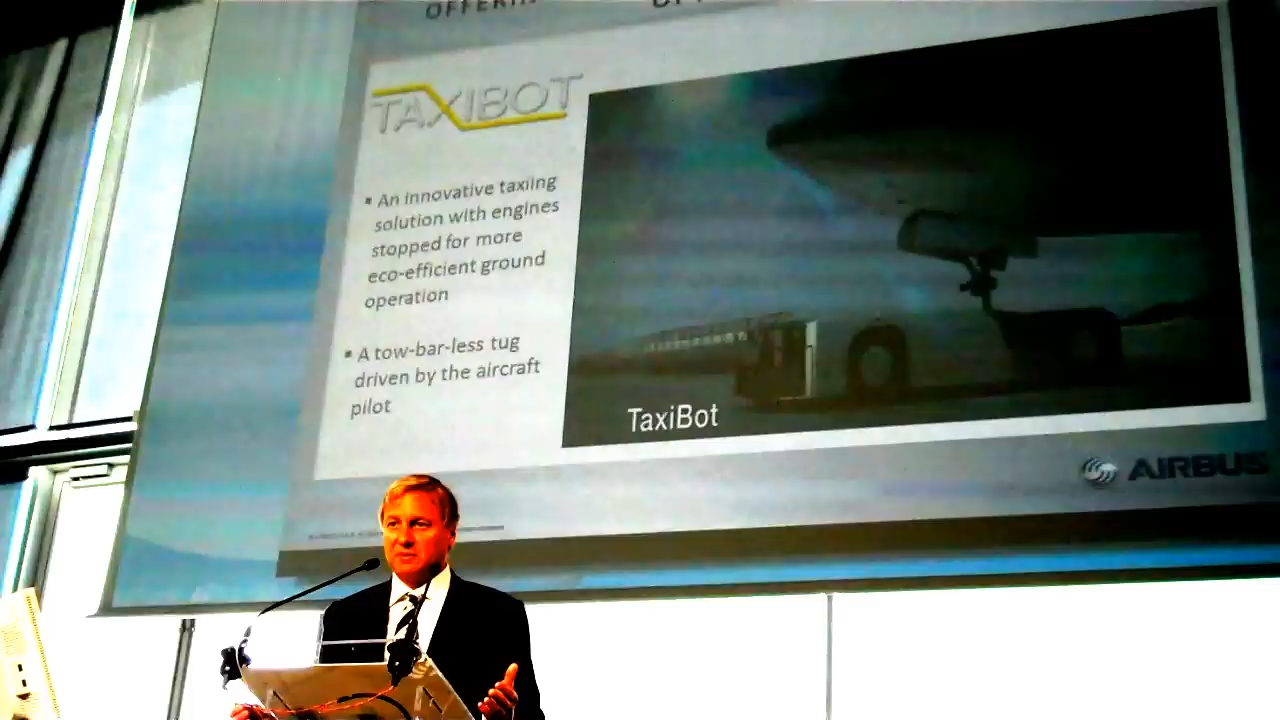 TAXIBOT
▪ An innovative taxiing
solution with engines
stopped for more
eco-efficient ground
operation
▪ A tow-bar-less tug
driven by the aircraft
pilot
TaxiBot
AIRBUS